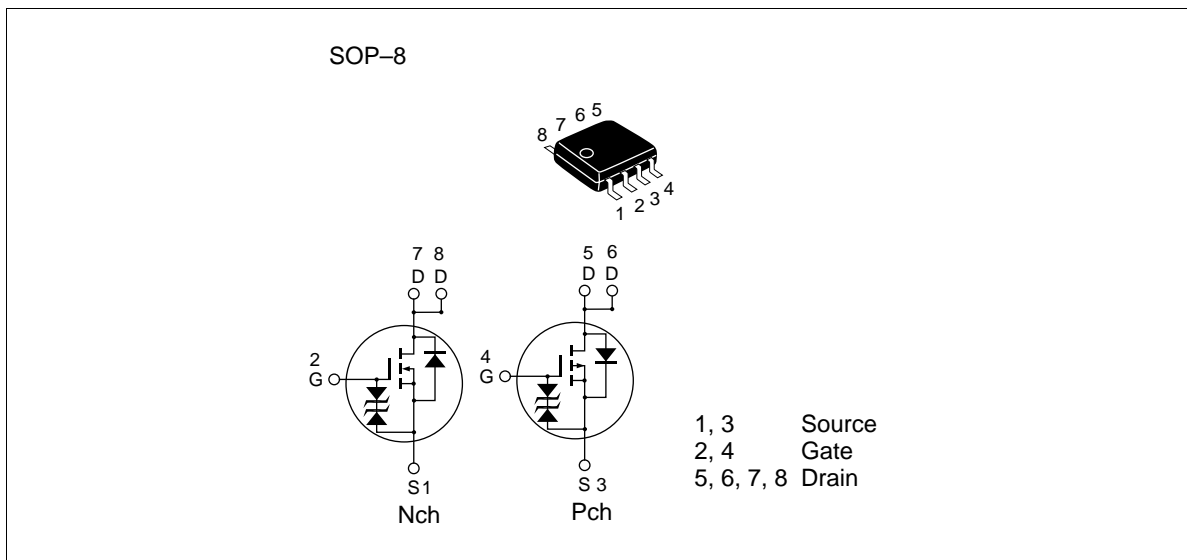 SOP–8
8 7 6 5
1 2 3 4
7 8
D D
2
G
S 1
Nch
5 6
D D
4
G
S 3
Pch
1, 3 Source
2, 4 Gate
5, 6, 7, 8 Drain